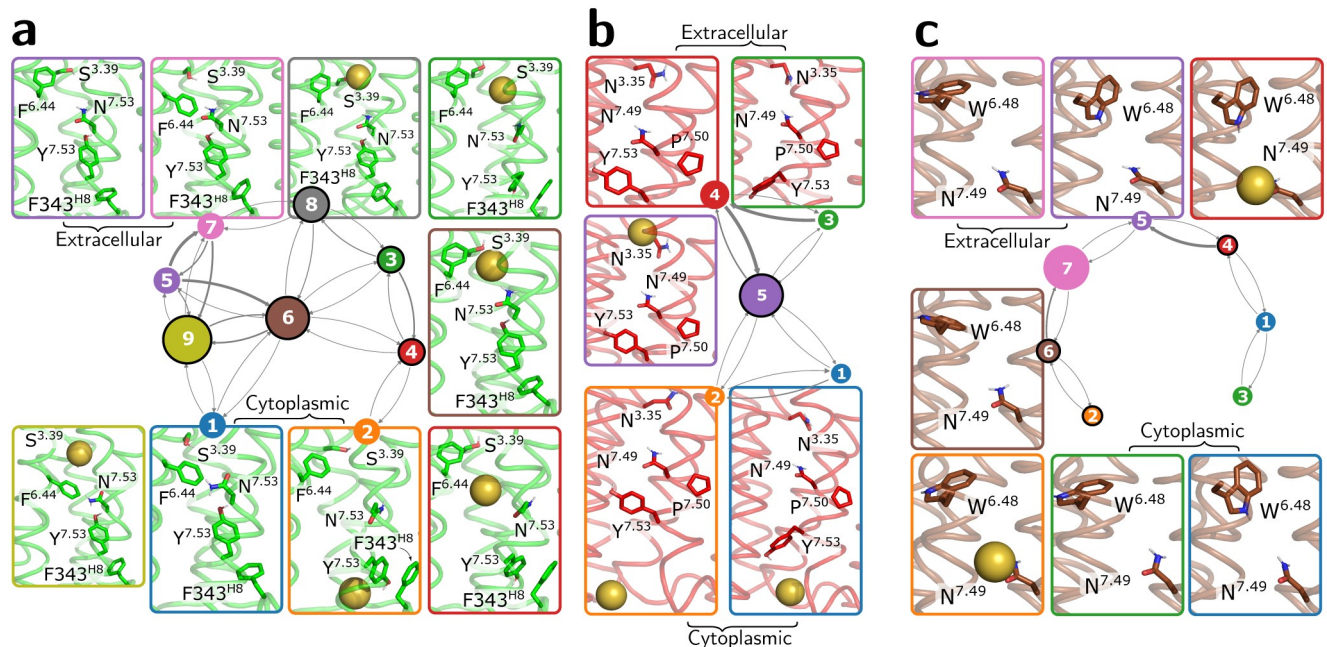 a
S3.39
F6.44
N7.53
Y7.53
F343H8
S3.39
F6.44
N7.53
Y7.53
F343H8
F6.44
S3.39
N7.53
Y7.53
F343H8
S3.39
N7.53
Y7.53
F343H8
Extracellular
7
8
5
3
6
9
4
1
2
S3.39
F6.44
N7.53
Y7.53
F343H8
Cytoplasmic
S3.39
N7.53
F6.44
Y7.53
F343H8
S3.39
F6.44
N7.53
Y7.53
F343H8
S3.39
F6.44
N7.53
F343H8
Y7.53
S3.39
F6.44
N7.53
Y7.53
F343H8
b
Extracellular
N3.35
N7.49
P7.50
Y7.53
N3.35
N7.49
P7.50
Y7.53
4
3
5
1
2
N3.35
N7.49
Y7.53
P7.50
N3.35
N7.49
P7.50
Y7.53
N3.35
N7.49
P7.50
Y7.53
Cytoplasmic
c
W6.48
N7.49
W6.48
N7.49
W6.48
N7.49
Extracellular
5
4
7
1
6
3
2
W6.48
N7.49
Cytoplasmic
W6.48
N7.49
W6.48
N7.49
W6.48
N7.49